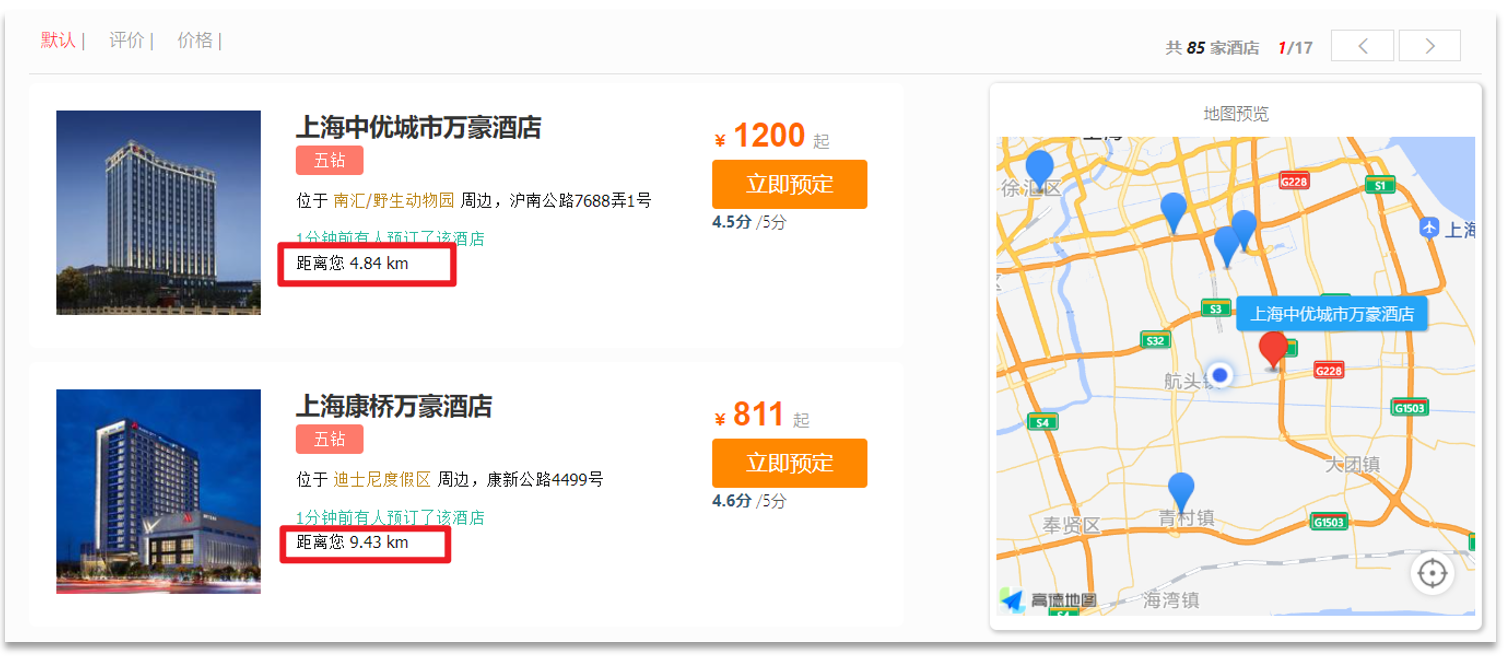 默认 | 评价 | 价格 |
共 85 家酒店 1/17
上海中优城市万豪酒店
五钻
位于 南汇/野生动物园 周边，沪南公路7688弄1号
1分钟前有人预订了该酒店
距离您 4.84 km
¥ 1200 起
立即预定
4.5分 /5分
上海康桥万豪酒店
五钻
位于 迪士尼度假区 周边，康新公路4499号
1分钟前有人预订了该酒店
距离您 9.43 km
¥ 811 起
立即预定
4.6分 /5分
地图预览
上海
徐汇区
G228
S1
上海
S3
上海中优城市万豪酒店
S32
G228
航头镇
G1503
S4
大团镇
青村镇
奉贤区
G1503
高德地图
海湾镇
S4